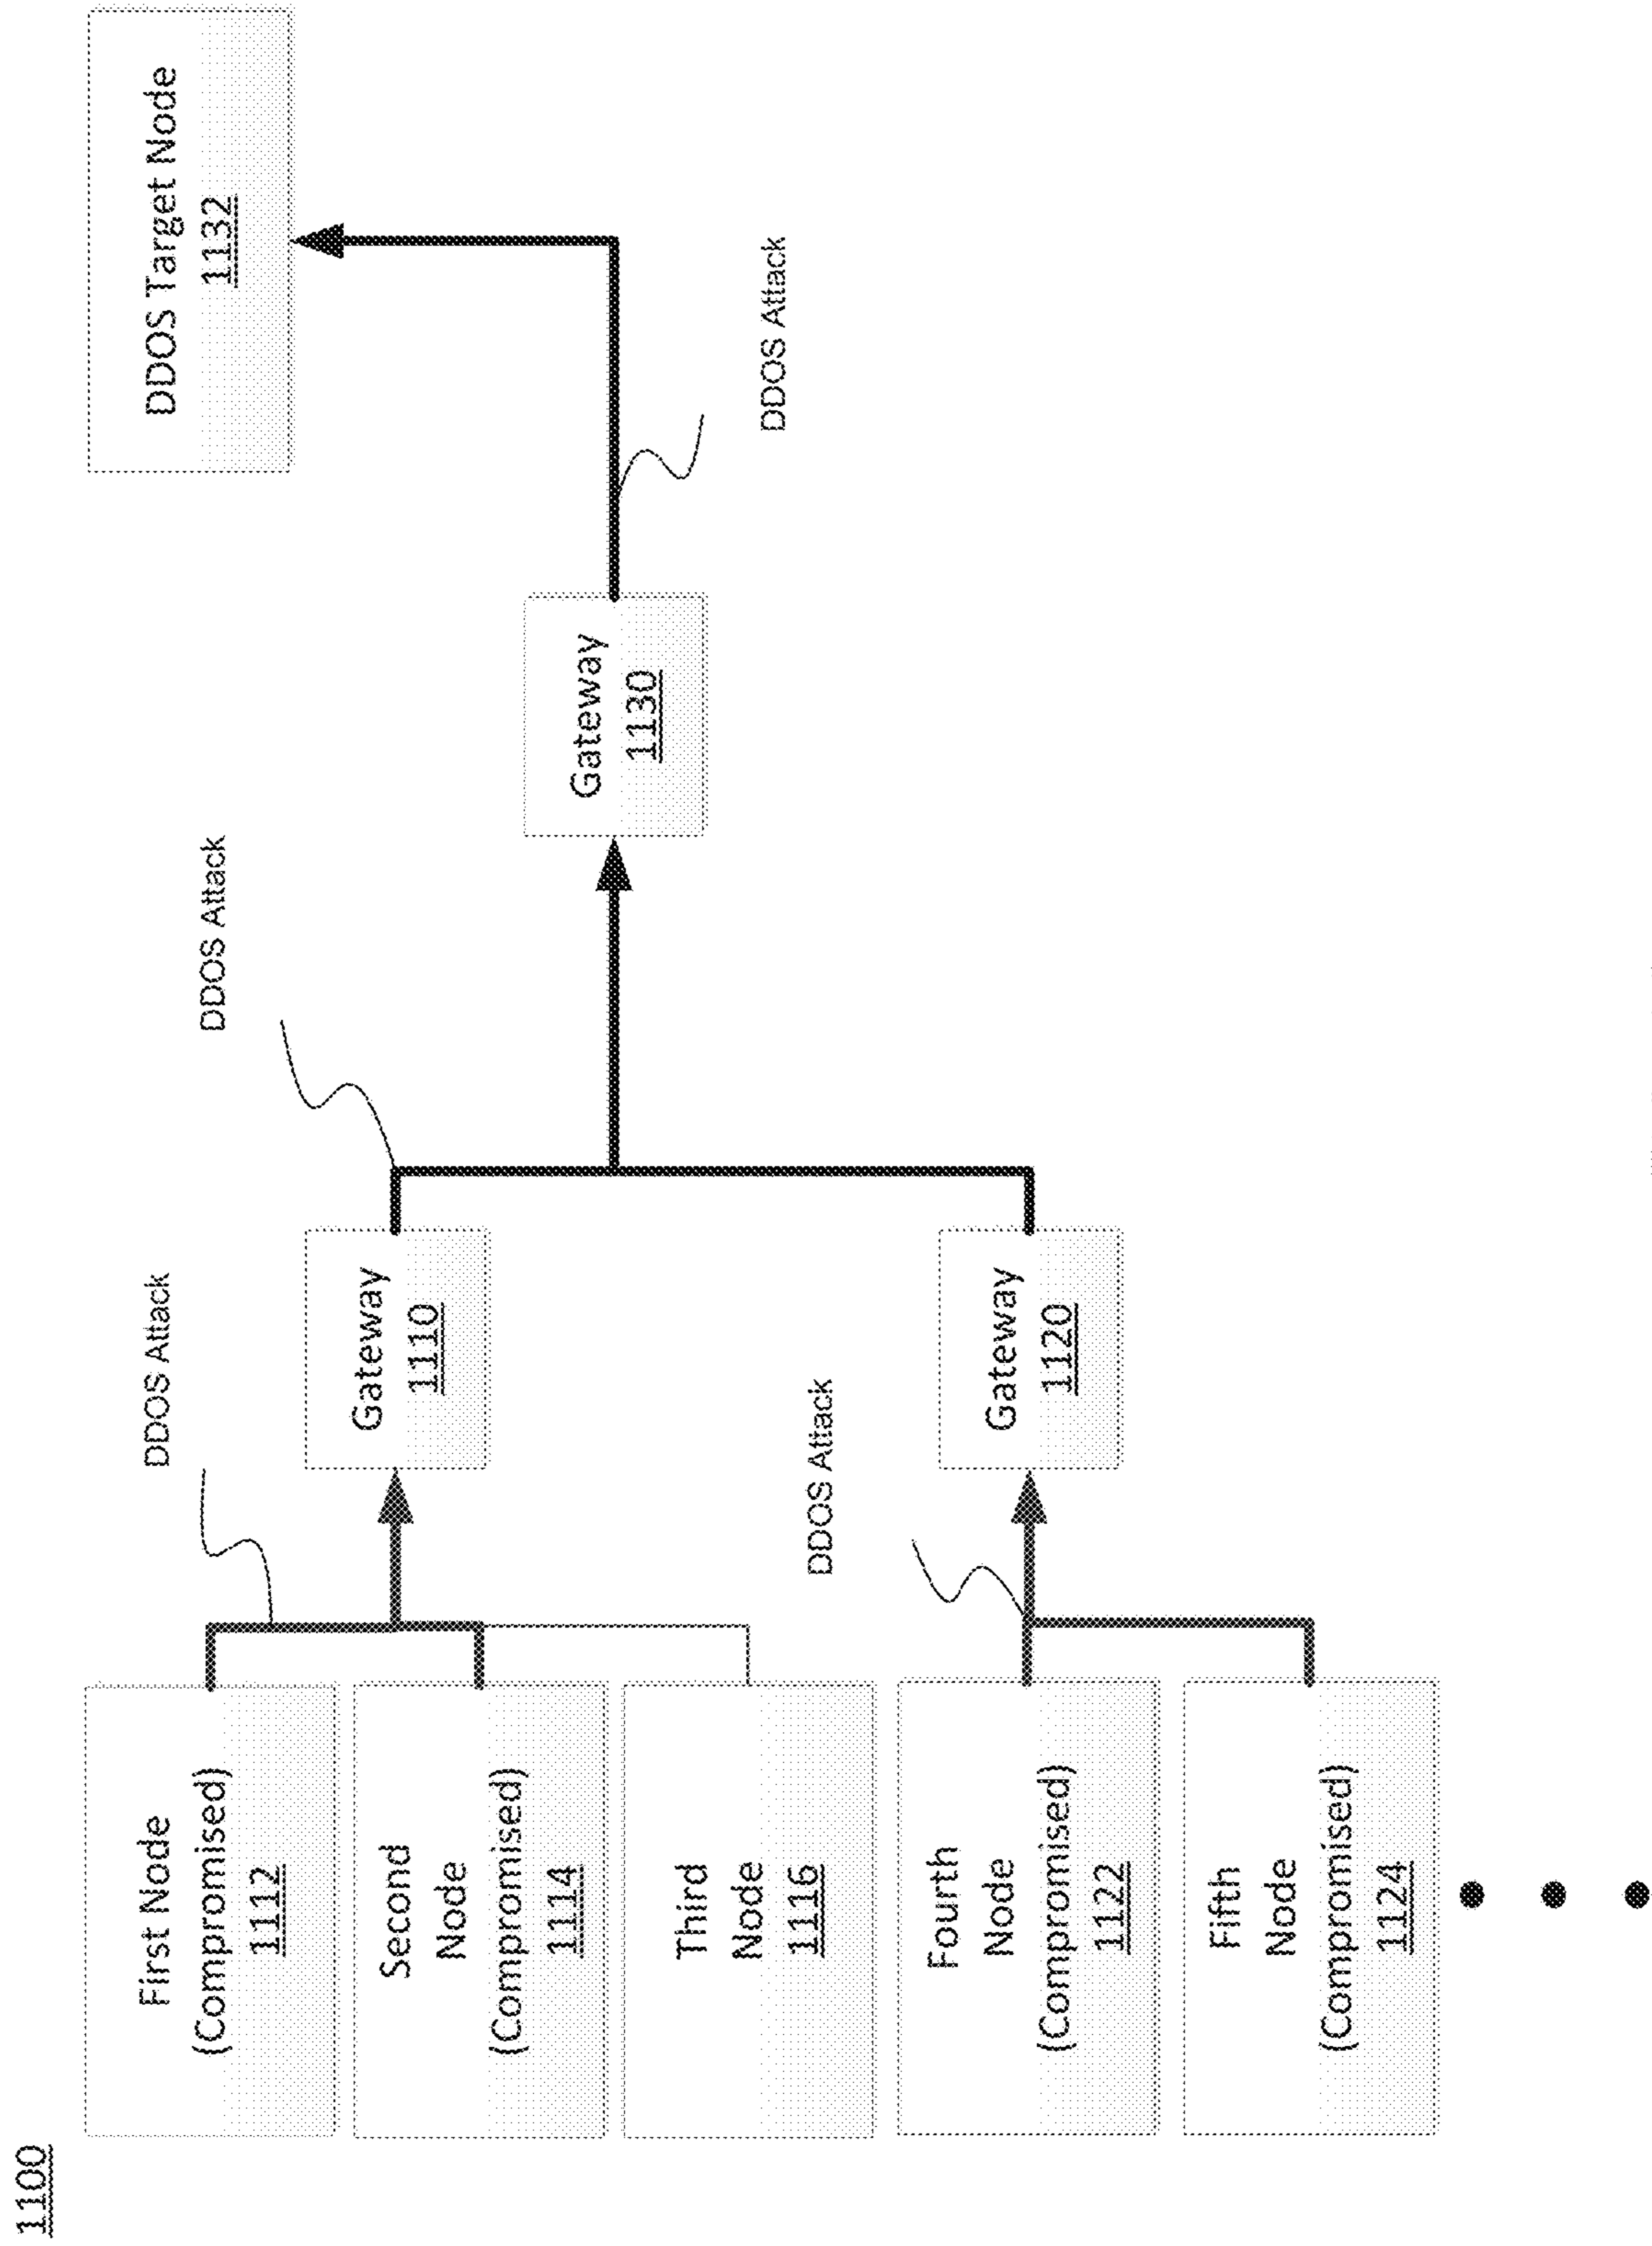 1100
First Node
(Compromised)
1112
Second
Node
(Compromised)
1114
Third
Node
1116
Fourth
Node
(Compromised)
1122
Fifth
Node
(Compromised)
1124
DDOS Attack
DDOS Attack
Gateway
1110
Gateway
1120
DDOS Attack
Gateway
1130
DDOS Attack
DDOS Target Node
1132